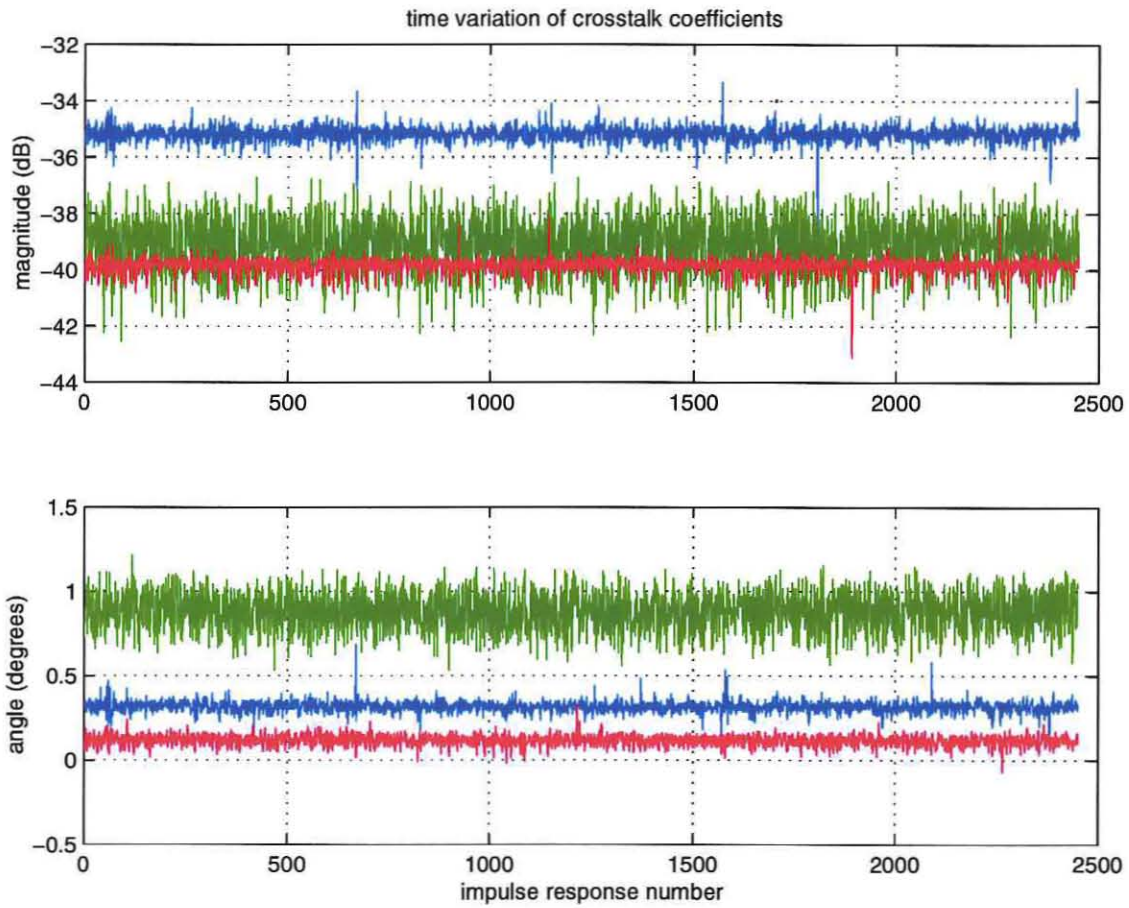 time variation of crosstalk coefficients
−32
−34
−36
−38
−40
−42
−44
magnitude (dB)
0 500 1000 1500 2000 2500
1.5
1
0.5
0
−0.5
angle (degrees)
0 500 1000 1500 2000 2500
impulse response number